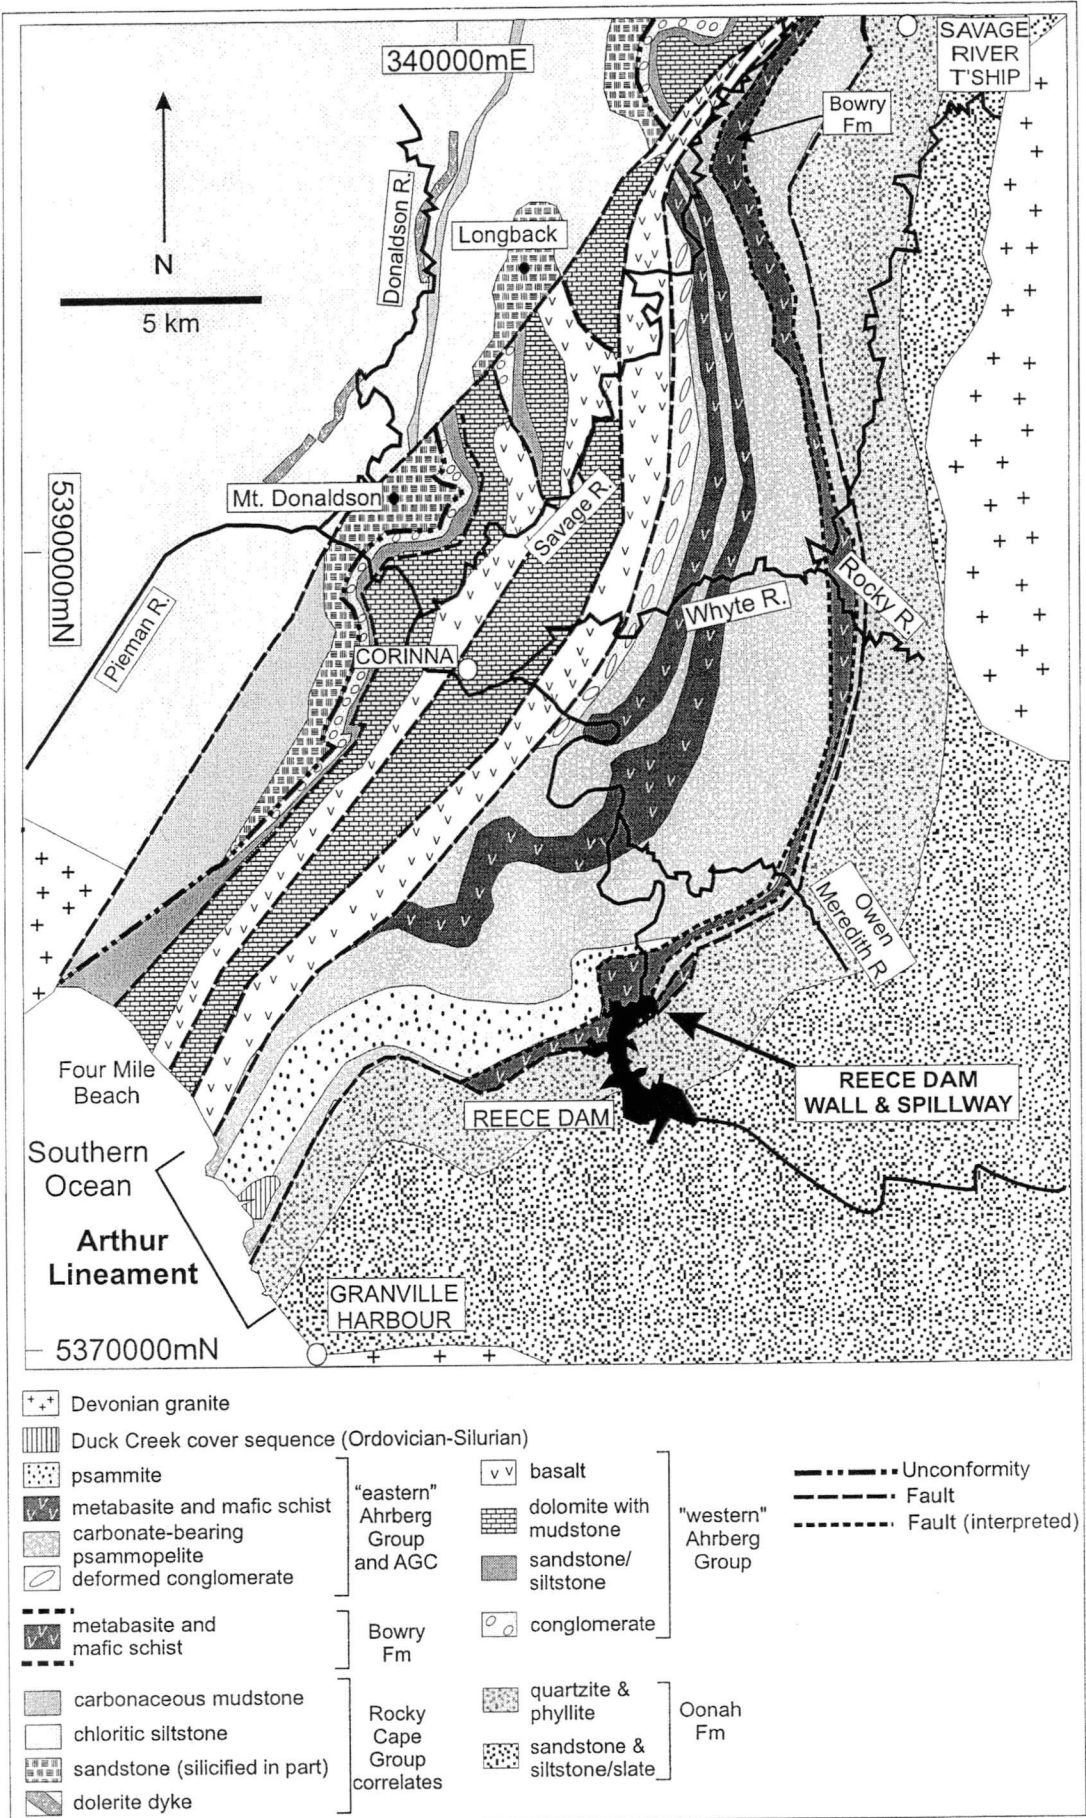 340000mE
SAVAGE
RIVER
T'SHIP
Bowry
Fm
Donaldson R.
Longback
N
5 km
Mt. Donaldson
5390000mN
Savage R.
Rocky R.
Whyte R.
Pieman R.
CORINNA
Owen
Meredith R.
Four Mile
Beach
REECE DAM
WALL & SPILLWAY
REECE DAM
Southern
Ocean
Arthur
Lineament
GRANVILLE
HARBOUR
5370000mN
Devonian granite
Duck Creek cover sequence (Ordovician-Silurian)
psammite
metabasite and mafic schist
carbonate-bearing
psammopelite
deformed conglomerate
"eastern"
Ahrberg
Group
and AGC
metabasite and
mafic schist
Bowry
Fm
carbonaceous mudstone
chloritic siltstone
sandstone (silicified in part)
dolerite dyke
Rocky
Cape
Group
correlates
basalt
dolomite with
mudstone
sandstone/
siltstone
conglomerate
"western"
Ahrberg
Group
quartzite &
phyllite
sandstone &
siltstone/slate
Oonah
Fm
Unconformity
Fault
Fault (interpreted)